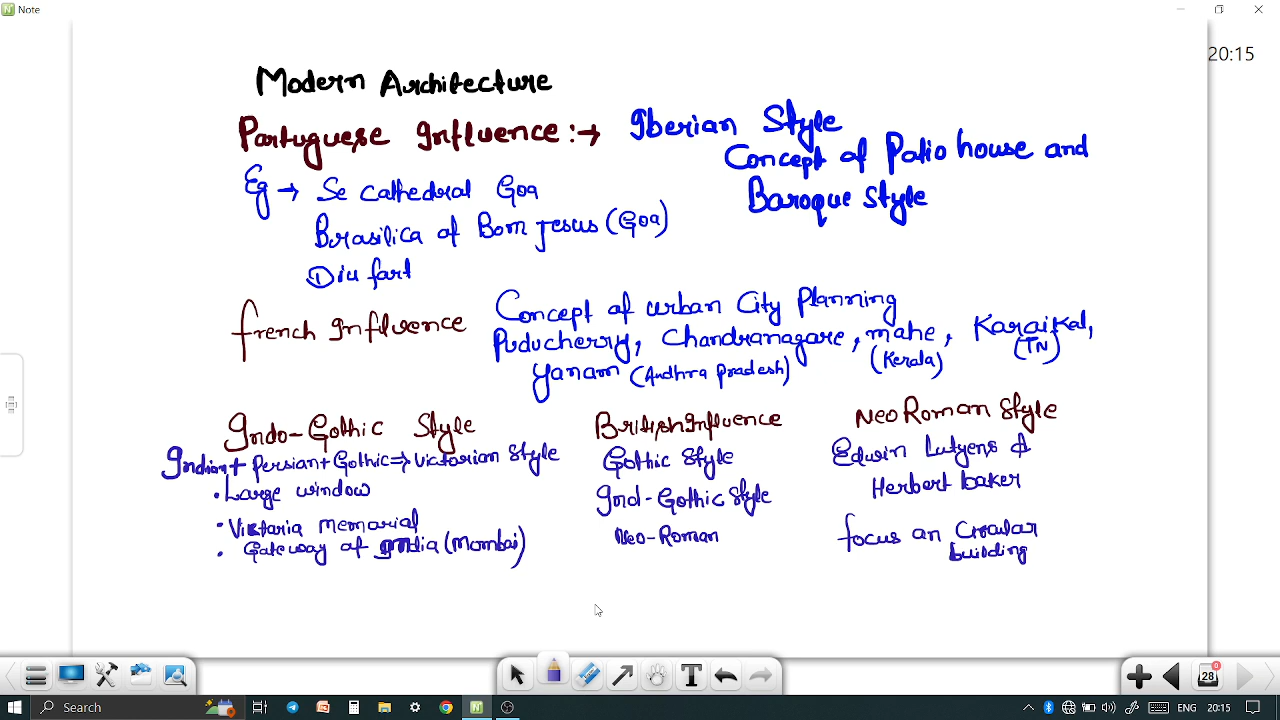 Note
20:15
Modern Architecture
Portuguese Influence :→ Iberian Style
Concept of Patio house and
Baroque Style
Eg → Se cathedral Goa
Brasilica of Bom Jesus (Goa)
Diu fort
French Influence Concept of urban City Planning
Puducherry, Chandranagare, mahe, Karaikal,
(Kerala) (TN)
Yanam (Andhra pradesh)
Indo-Gothic Style
Indian + Persian + Gothic => Victorian Style
• Large window
• Victoria memorial
• Gateway of India (Mombai)
British Influence
Gothic Style
Indo-Gothic Style
Neo-Roman
Neo Roman Style
Edwin Lutyens &
Herbert baker
focus on Circular
building
28
0
Search
ENG 20:15